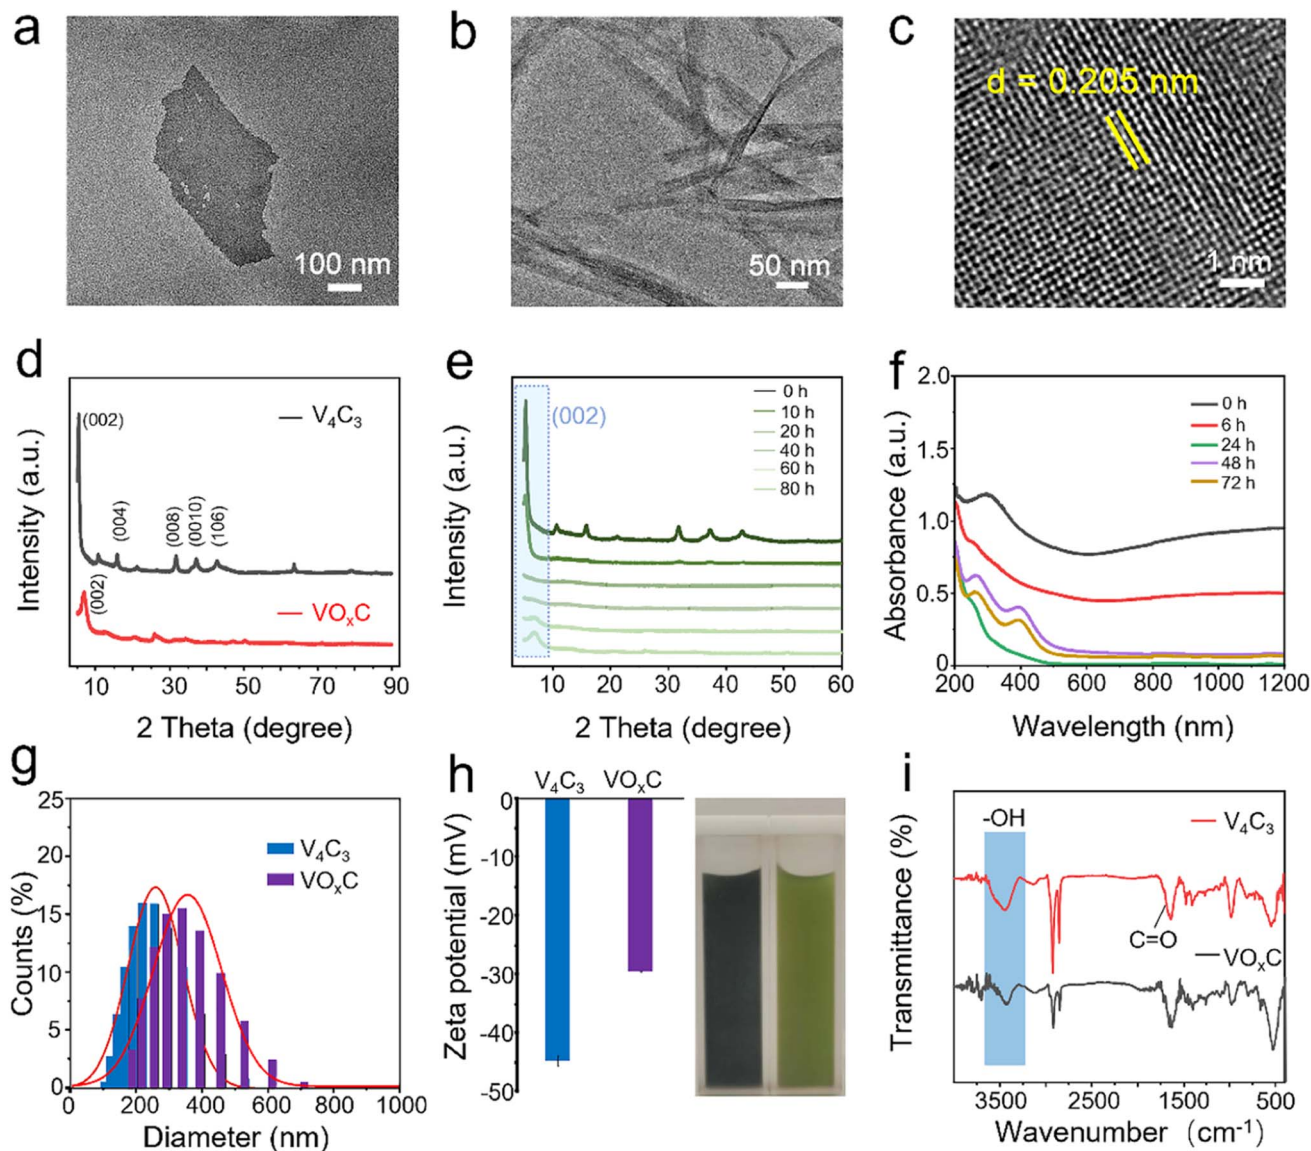 a
b
c
100 nm
50 nm
d = 0.205 nm
1 nm
d
Intensity (a.u.)
(002)
(004)
(008)
(0010)
(106)
V₄C₃
(002)
VOₓC
10 30 50 70 90
2 Theta (degree)
e
Intensity (a.u.)
(002)
0 h
10 h
20 h
40 h
60 h
80 h
10 20 30 40 50 60
2 Theta (degree)
f
Absorbance (a.u.)
2.0
1.5
1.0
0.5
0
0 h
6 h
24 h
48 h
72 h
200 400 600 800 1000 1200
Wavelength (nm)
g
Counts (%)
25
20
15
10
5
0
V₄C₃
VOₓC
0 200 400 600 800 1000
Diameter (nm)
h
Zeta potential (mV)
V₄C₃ VOₓC
0
-10
-20
-30
-40
-50
i
Transmittance (%)
-OH
V₄C₃
C=O
VOₓC
3500 2500 1500 500
Wavenumber (cm⁻¹)